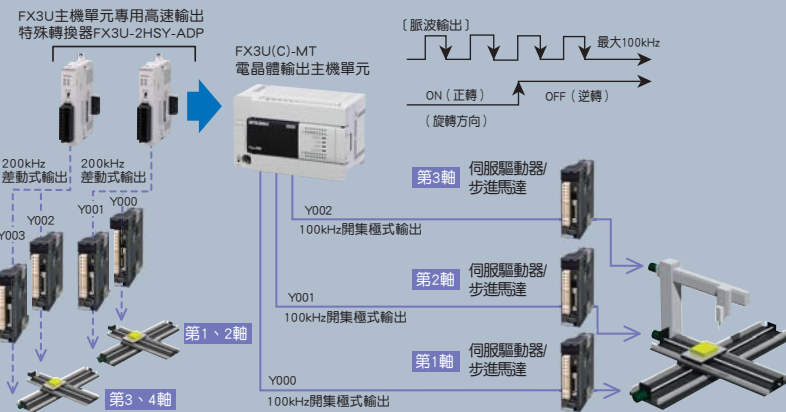 FX3U主機單元專用高速輸出
特殊轉換器FX3U-2HSY-ADP
FX3U(C)-MT
電晶體輸出主機單元
〔脈波輸出〕
最大100kHz
ON（正轉）
OFF（逆轉）
（旋轉方向）
200kHz
差動式輸出
200kHz
差動式輸出
Y003
Y002
Y001
Y000
第1、2軸
第3、4軸
MITSUBISHI
第3軸
伺服驅動器/
步進馬達
Y002
100kHz開集極式輸出
第2軸
伺服驅動器/
步進馬達
Y001
100kHz開集極式輸出
第1軸
伺服驅動器/
步進馬達
Y000
100kHz開集極式輸出